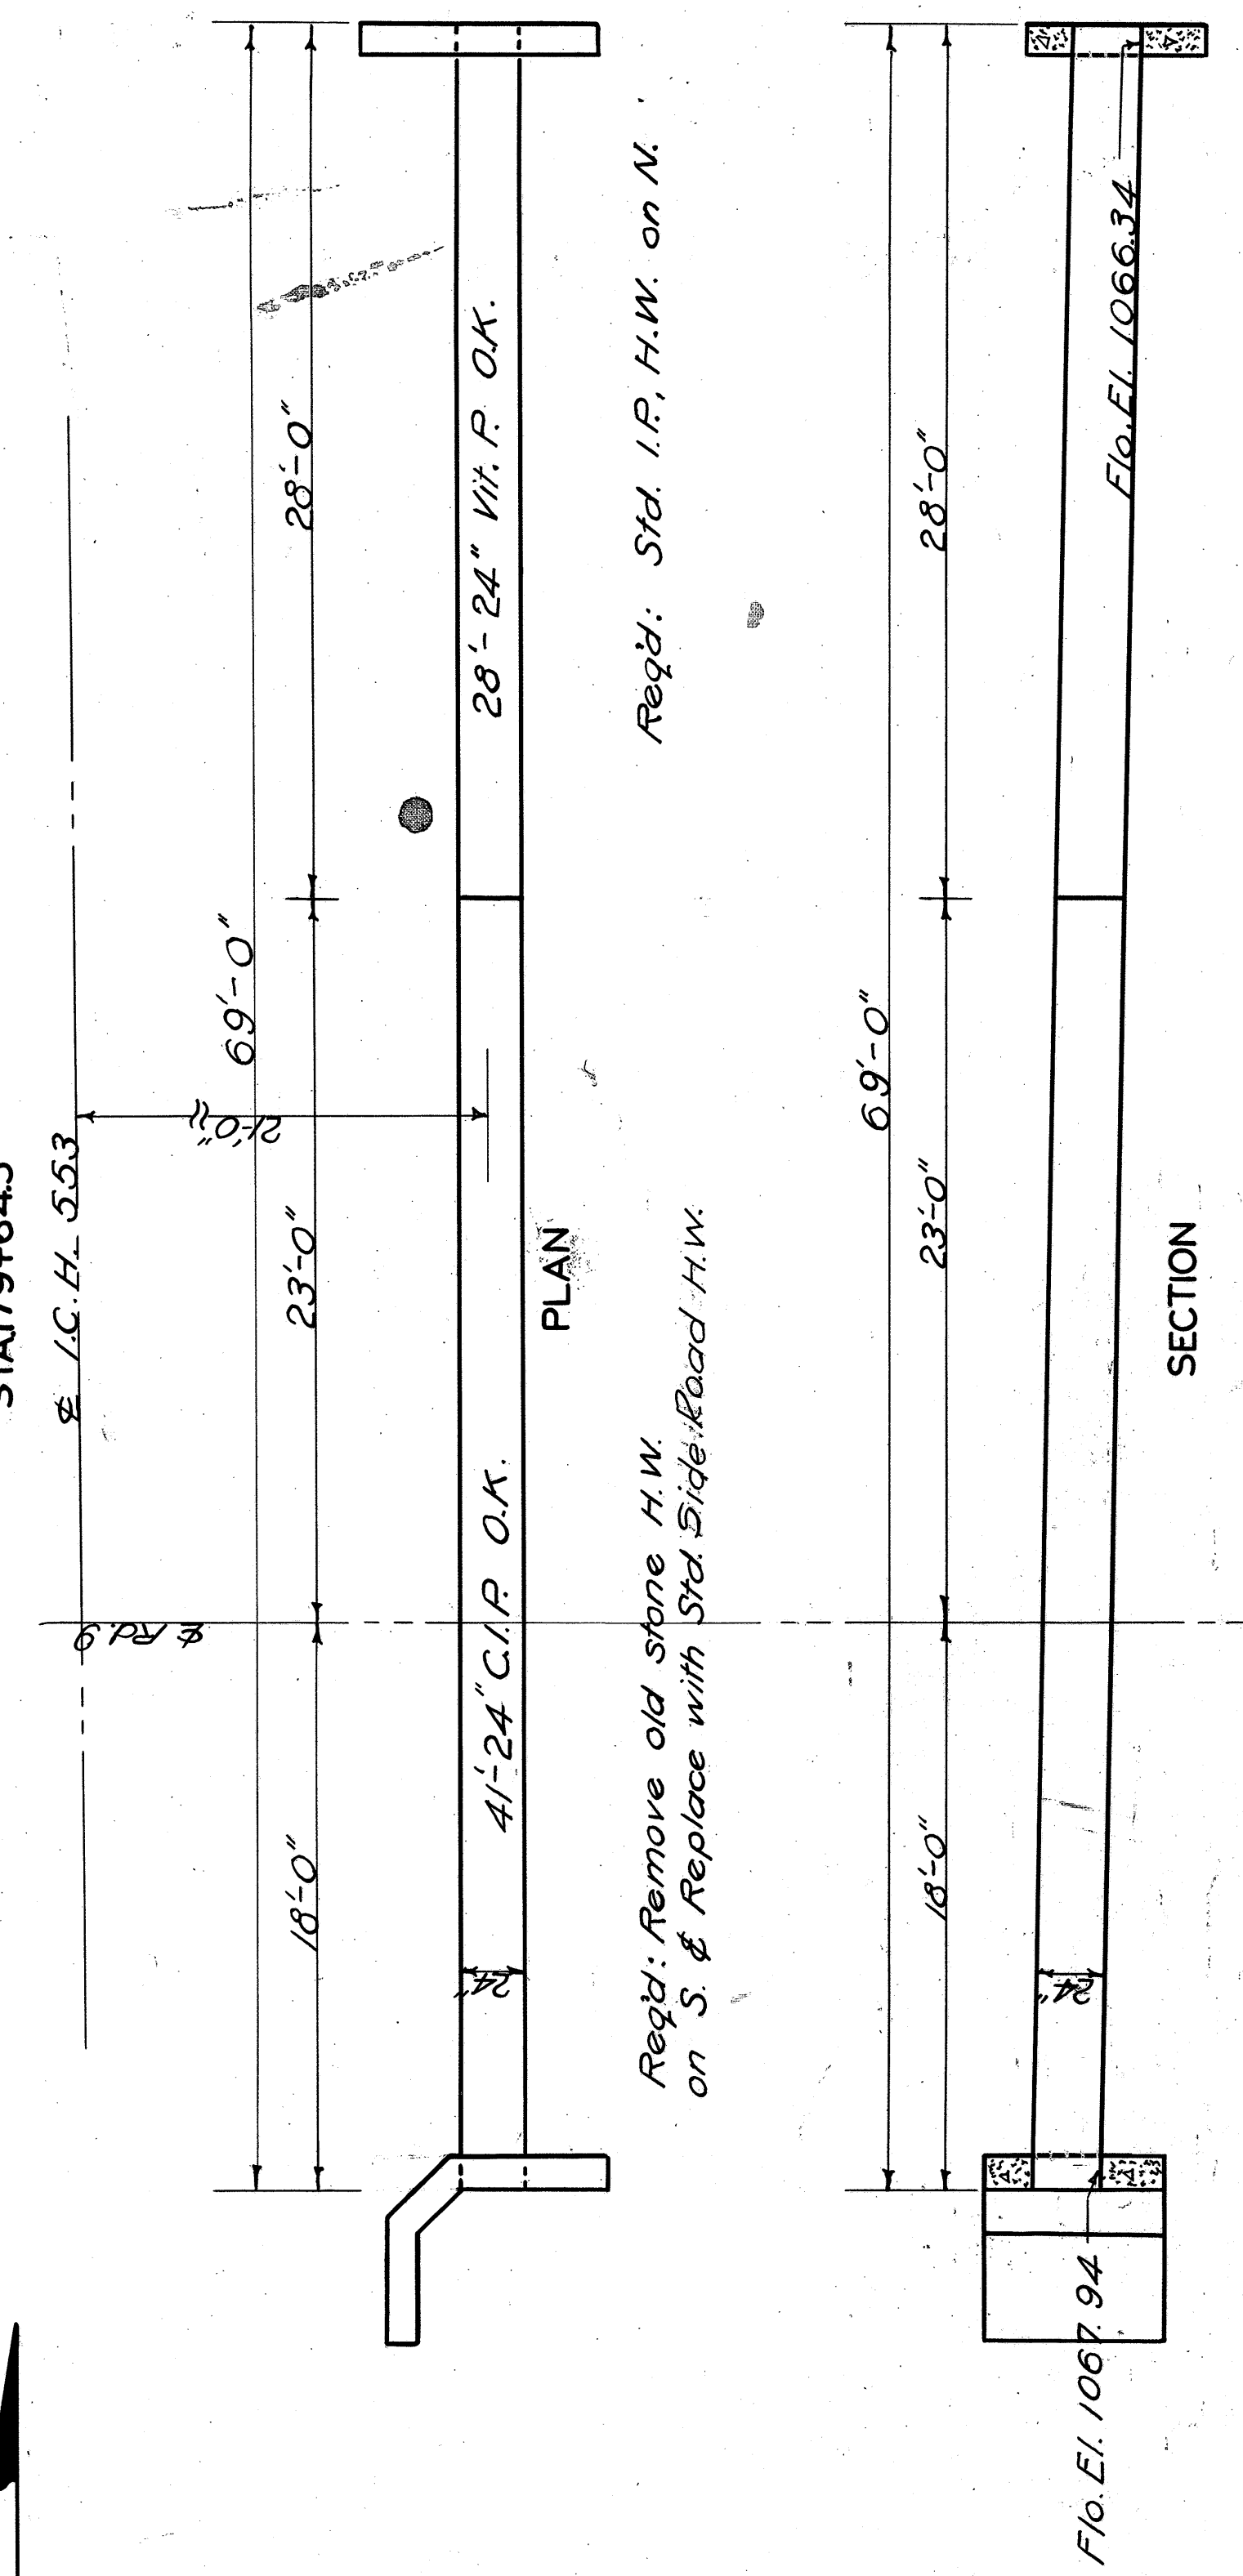 ℄ I.C.H. 553
℄ Rd. 9
69'-0"
18'-0"
23'-0"
28'-0"
21'-0"
24"
41'-24" C.I.P. O.K.
28'-24" Vit. P. O.K.
PLAN
Req'd: Remove old stone H.W.
on S. & Replace with Std. Side Road H.W.
Req'd: Std. I.P., H.W. on N.
69'-0"
18'-0"
23'-0"
28'-0"
24"
Flo. El. 1067.94
Flo. El. 1066.34
SECTION